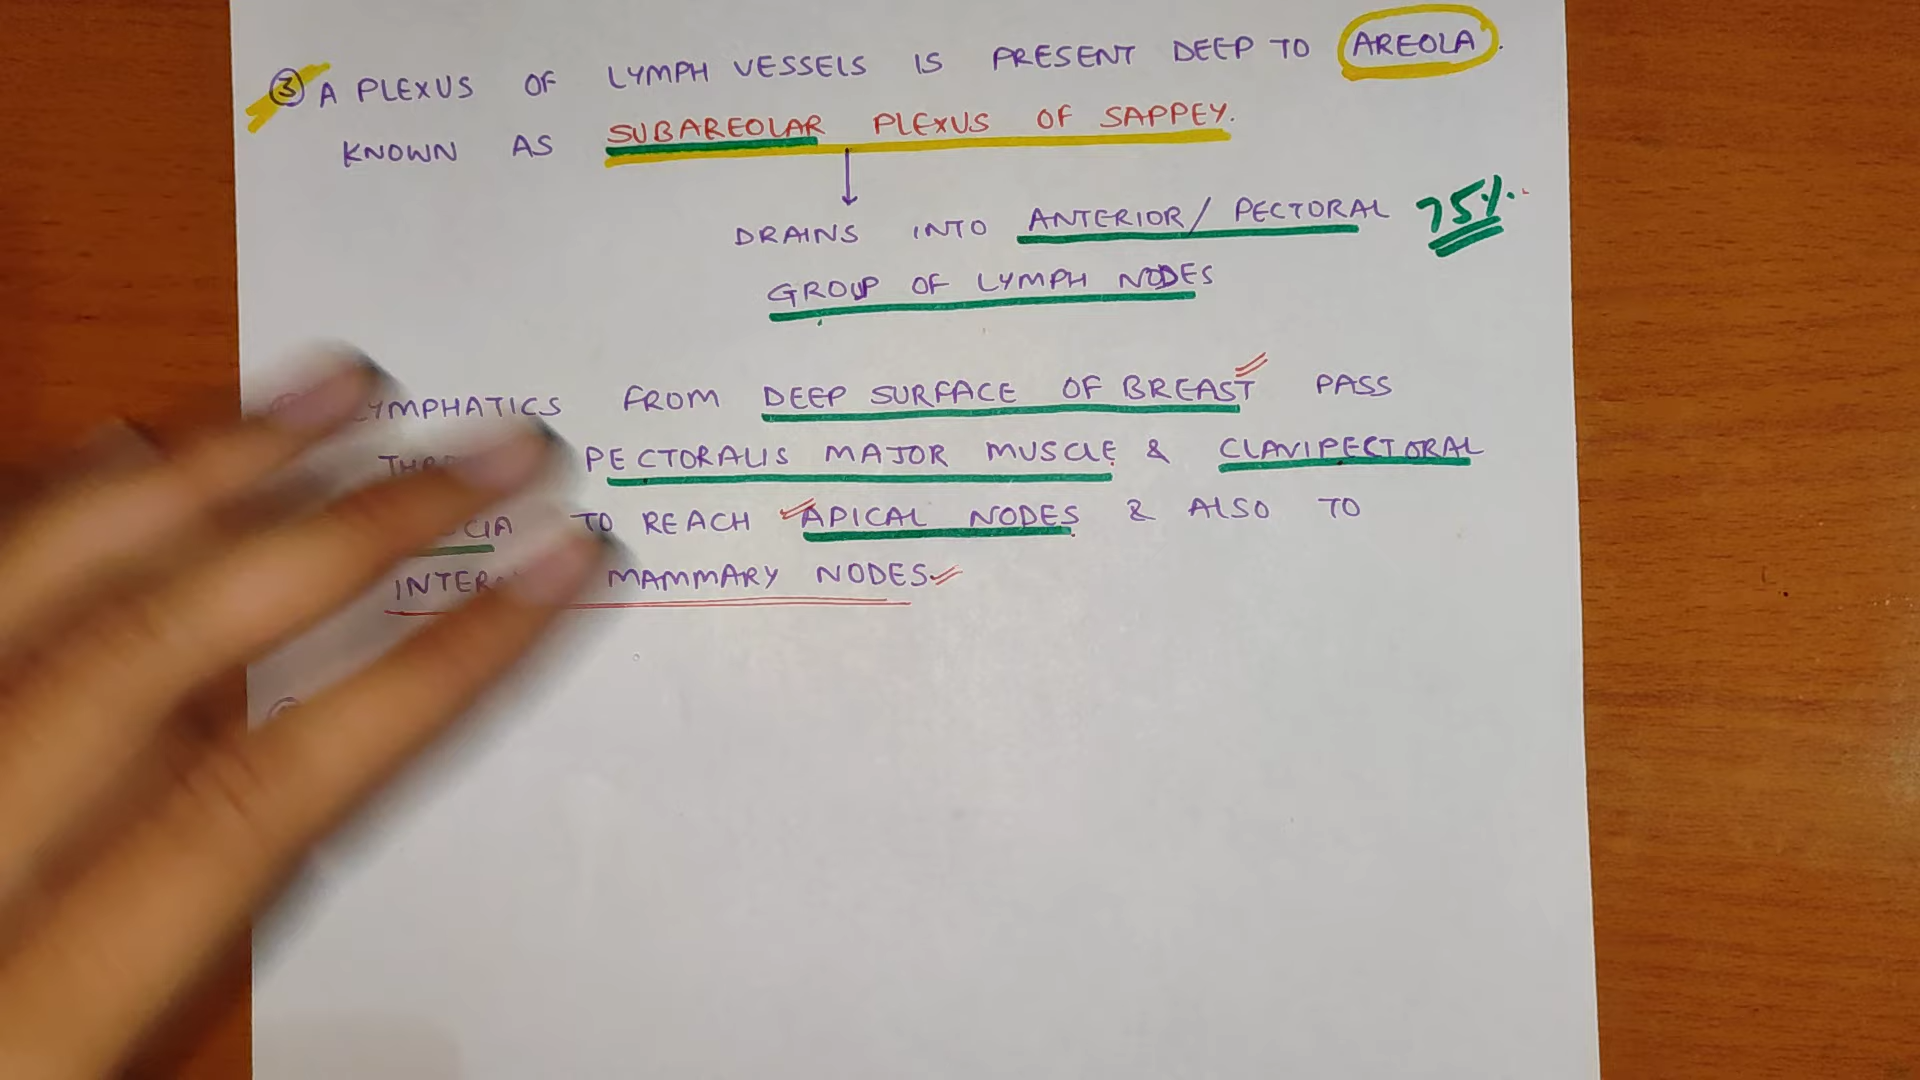 ③ A PLEXUS OF LYMPH VESSELS IS PRESENT DEEP TO AREOLA.
KNOWN AS SUBAREOLAR PLEXUS OF SAPPEY.
DRAINS INTO ANTERIOR / PECTORAL 75%
GROUP OF LYMPH NODES
LYMPHATICS FROM DEEP SURFACE OF BREAST PASS
PECTORALIS MAJOR MUSCLE & CLAVIPECTORAL
TO REACH APICAL NODES & ALSO TO
MAMMARY NODES